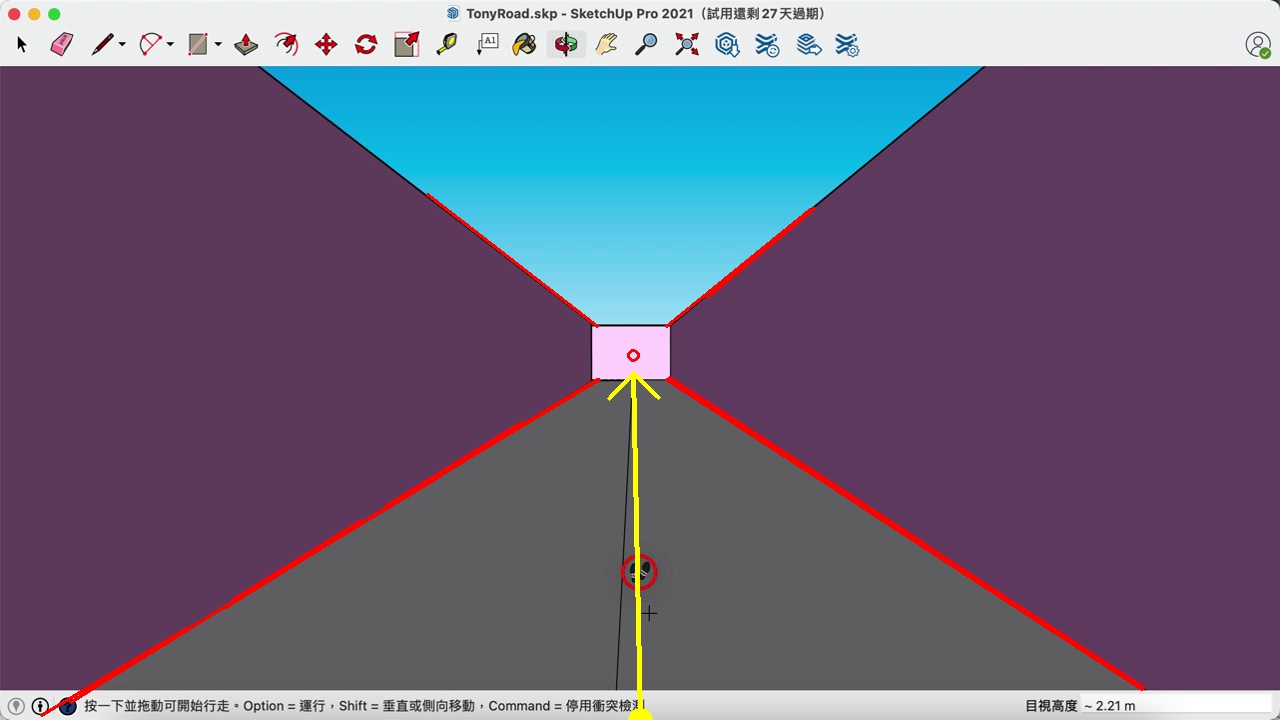 TonyRoad.skp - SketchUp Pro 2021（試用還剩 27 天過期）
A1
按一下並拖動可開始行走。Option = 運行，Shift = 垂直或側向移動，Command = 停用衝突檢測
目視高度 ~ 2.21 m